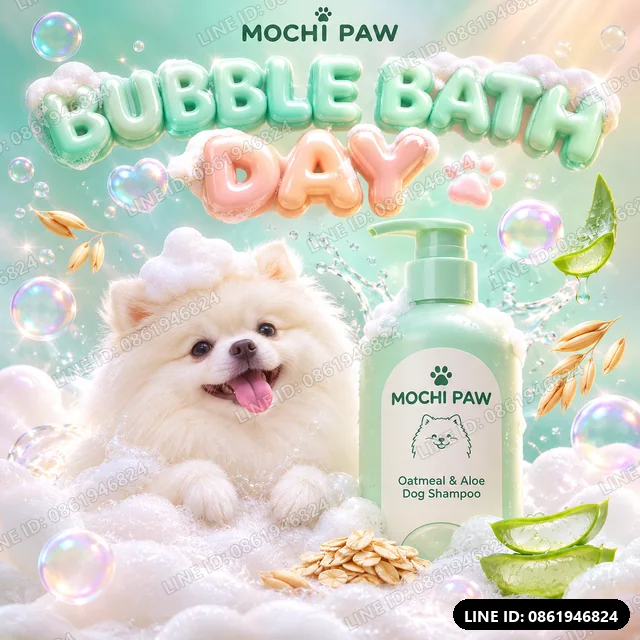 MOCHI PAW
BUBBLE BATH
DAY
MOCHI PAW
Oatmeal & Aloe
Dog Shampoo
LINE ID: 0861946824